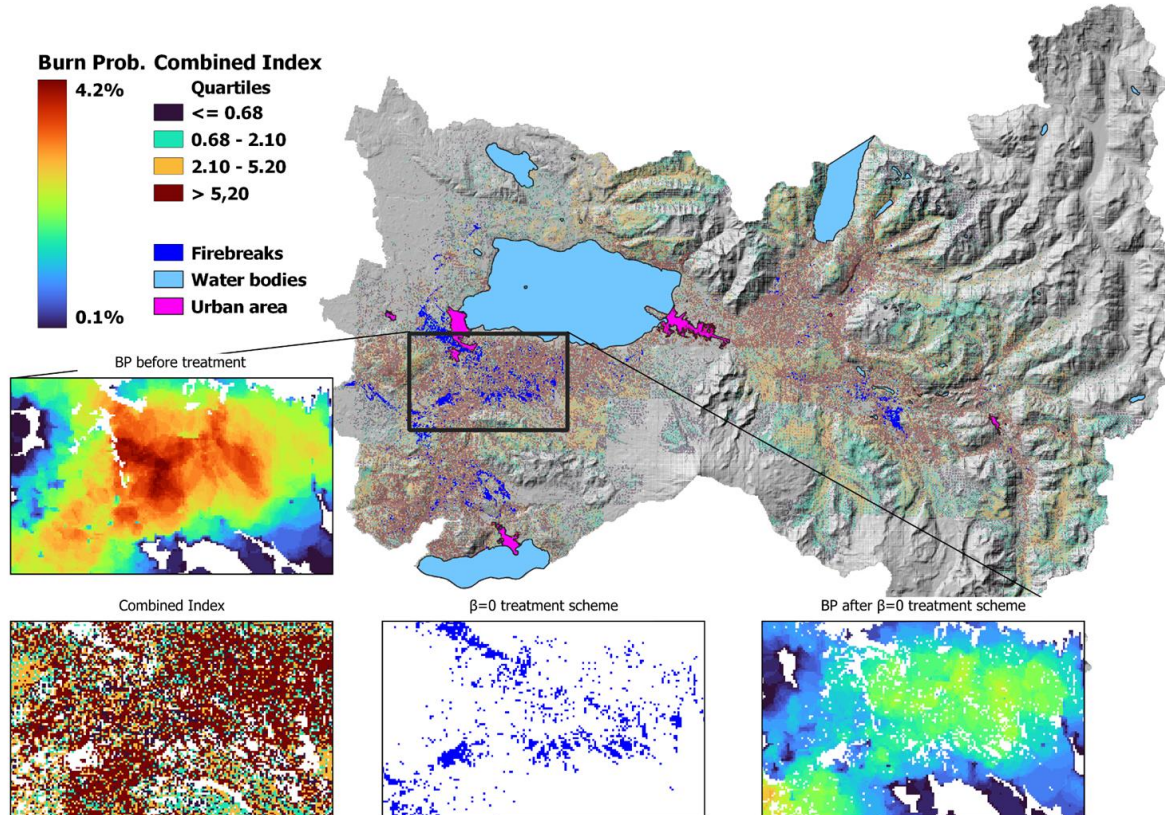 Burn Prob.
4.2%
0.1%
Combined Index
Quartiles
<= 0.68
0.68 - 2.10
2.10 - 5.20
> 5,20
Firebreaks
Water bodies
Urban area
BP before treatment
Combined Index
β=0 treatment scheme
BP after β=0 treatment scheme